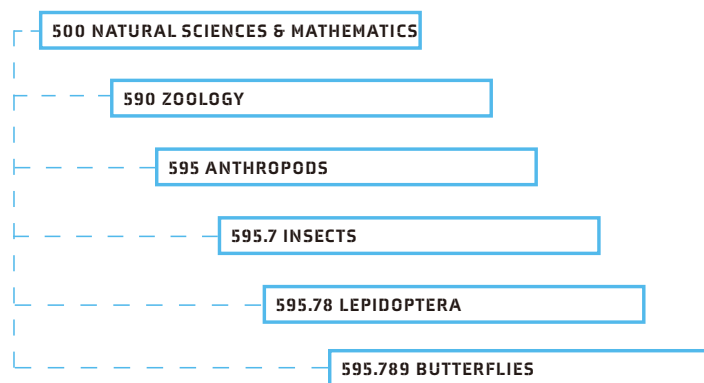 500 NATURAL SCIENCES & MATHEMATICS
590 ZOOLOGY
595 ANTHROPODS
595.7 INSECTS
595.78 LEPIDOPTERA
595.789 BUTTERFLIES